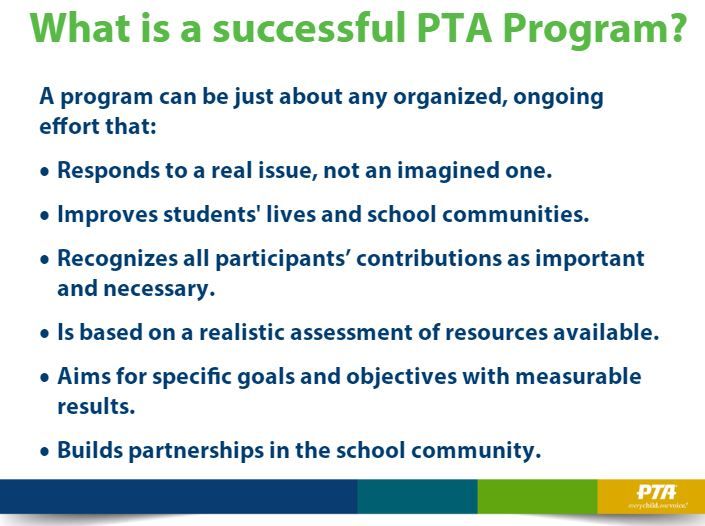 What is a successful PTA Program?
A program can be just about any organized, ongoing
effort that:
• Responds to a real issue, not an imagined one.
• Improves students' lives and school communities.
• Recognizes all participants’ contributions as important
and necessary.
• Is based on a realistic assessment of resources available.
• Aims for specific goals and objectives with measurable
results.
• Builds partnerships in the school community.
PTA
everychild.onevoice.®